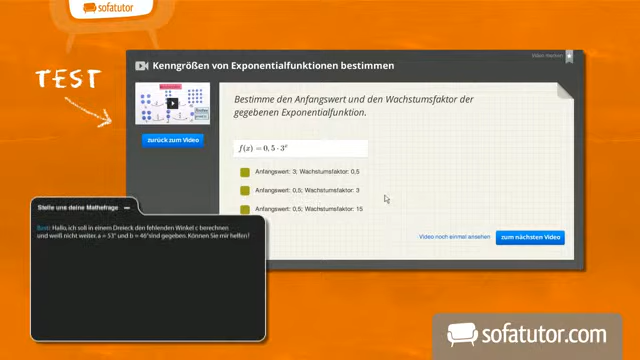 sofatutor
Video merken
Kenngrößen von Exponentialfunktionen bestimmen
TEST
Bestimme den Anfangswert und den Wachstumsfaktor der
gegebenen Exponentialfunktion.
zurück zum Video
f(x) = 0,5 · 3ˣ
Anfangswert: 3; Wachstumsfaktor: 0,5
Anfangswert: 0,5; Wachstumsfaktor: 3
Anfangswert: 0,5; Wachstumsfaktor: 15
Video noch einmal ansehen
zum nächsten Video
Stelle uns deine Mathefrage
Hallo, ich soll in einem Dreieck den fehlenden Winkel c berechnen
und weiß nicht weiter. a = 53° und b = 46°sind gegeben. Können Sie mir helfen?
sofatutor.com